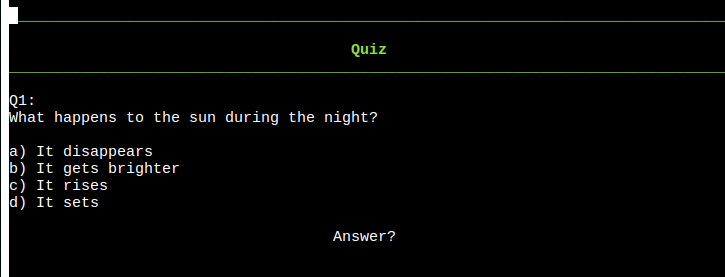 Quiz
Q1:
What happens to the sun during the night?
a) It disappears
b) It gets brighter
c) It rises
d) It sets
Answer?